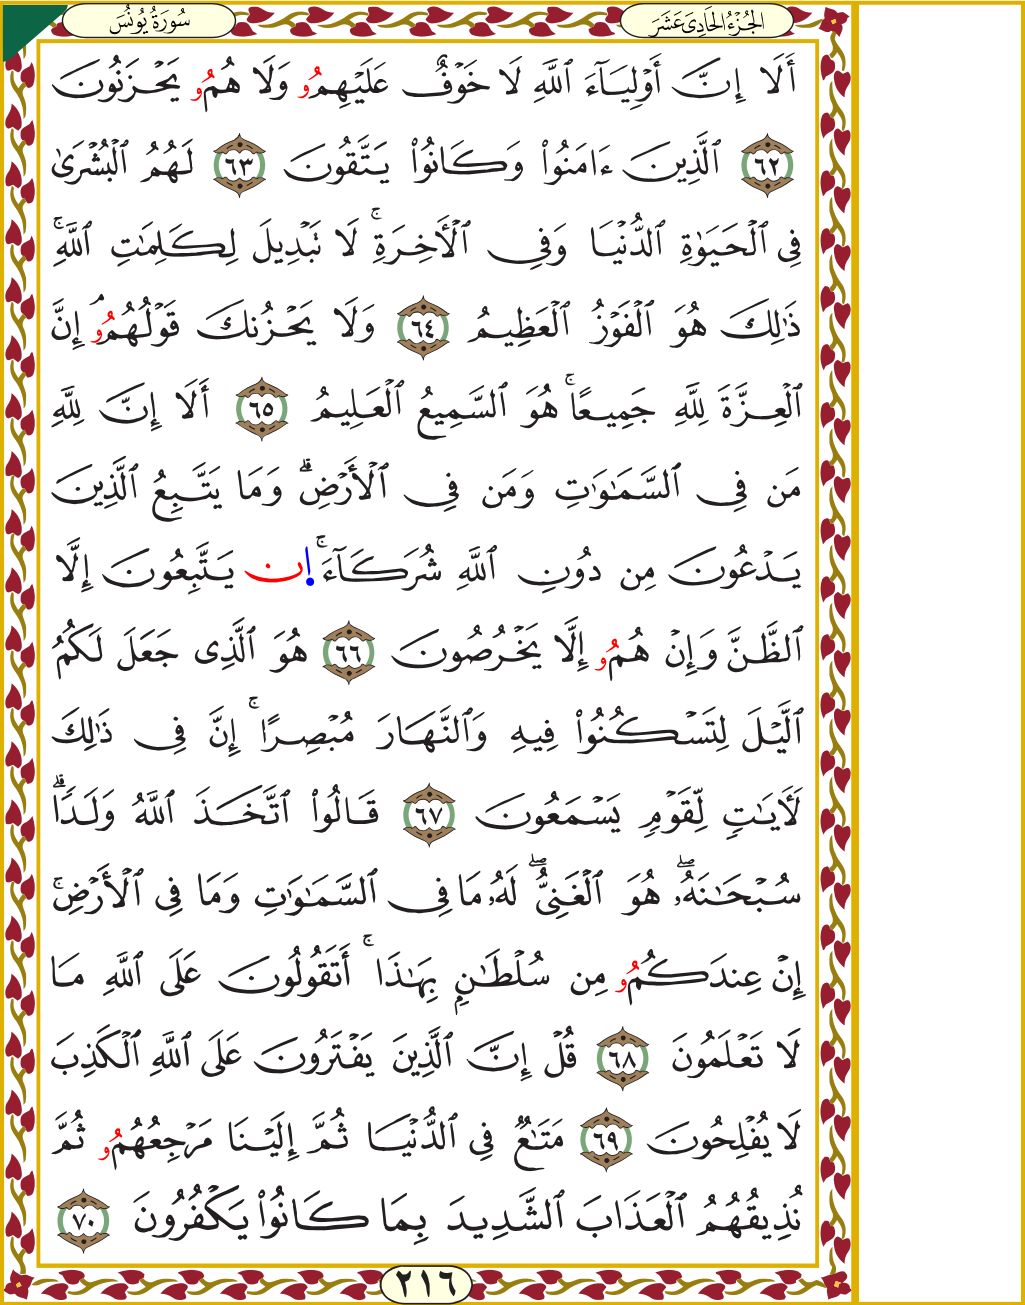 سُورَةُ يُونُسَ
الجُزْءُ الحَادِىَ عَشَرَ
أَلَا إِنَّ أَوْلِيَآءَ ٱللَّهِ لَا خَوْفٌ عَلَيْهِمُو وَلَا هُمُو يَحْزَنُونَ
٦٢ ٱلَّذِينَ ءَامَنُواْ وَكَانُواْ يَتَّقُونَ ٦٣ لَهُمُ ٱلْبُشْرَىٰ
فِى ٱلْحَيَوٰةِ ٱلدُّنْيَا وَفِى ٱلْأَخِرَةِۚ لَا تَبْدِيلَ لِكَلِمَٰتِ ٱللَّهِۚ
ذَٰلِكَ هُوَ ٱلْفَوْزُ ٱلْعَظِيمُ ٦٤ وَلَا يَحْزُنكَ قَوْلُهُمُوۘ إِنَّ
ٱلْعِزَّةَ لِلَّهِ جَمِيعًاۚ هُوَ ٱلسَّمِيعُ ٱلْعَلِيمُ ٦٥ أَلَا إِنَّ لِلَّهِ
مَن فِى ٱلسَّمَٰوَٰتِ وَمَن فِى ٱلْأَرْضِۗ وَمَا يَتَّبِعُ ٱلَّذِينَ
يَدْعُونَ مِن دُونِ ٱللَّهِ شُرَكَآءَۚ إن يَتَّبِعُونَ إِلَّا
ٱلظَّنَّ وَإِنْ هُمُو إِلَّا يَخْرُصُونَ ٦٦ هُوَ ٱلَّذِى جَعَلَ لَكُمُ
ٱلَّيْلَ لِتَسْكُنُواْ فِيهِ وَٱلنَّهَارَ مُبْصِرًاۚ إِنَّ فِى ذَٰلِكَ
لَأَيَٰتٍ لِّقَوْمٍ يَسْمَعُونَ ٦٧ قَالُواْ ٱتَّخَذَ ٱللَّهُ وَلَدًاۗ
سُبْحَٰنَهُۥۖ هُوَ ٱلْغَنِىُّۖ لَهُۥ مَا فِى ٱلسَّمَٰوَٰتِ وَمَا فِى ٱلْأَرْضِۚ
إِنْ عِندَكُمُو مِن سُلْطَٰنٍ بِهَٰذَاۚ أَتَقُولُونَ عَلَى ٱللَّهِ مَا
لَا تَعْلَمُونَ ٦٨ قُلْ إِنَّ ٱلَّذِينَ يَفْتَرُونَ عَلَى ٱللَّهِ ٱلْكَذِبَ
لَا يُفْلِحُونَ ٦٩ مَتَٰعٌ فِى ٱلدُّنْيَا ثُمَّ إِلَيْنَا مَرْجِعُهُمُو ثُمَّ
نُذِيقُهُمُ ٱلْعَذَابَ ٱلشَّدِيدَ بِمَا كَانُواْ يَكْفُرُونَ ٧٠
٢١٦